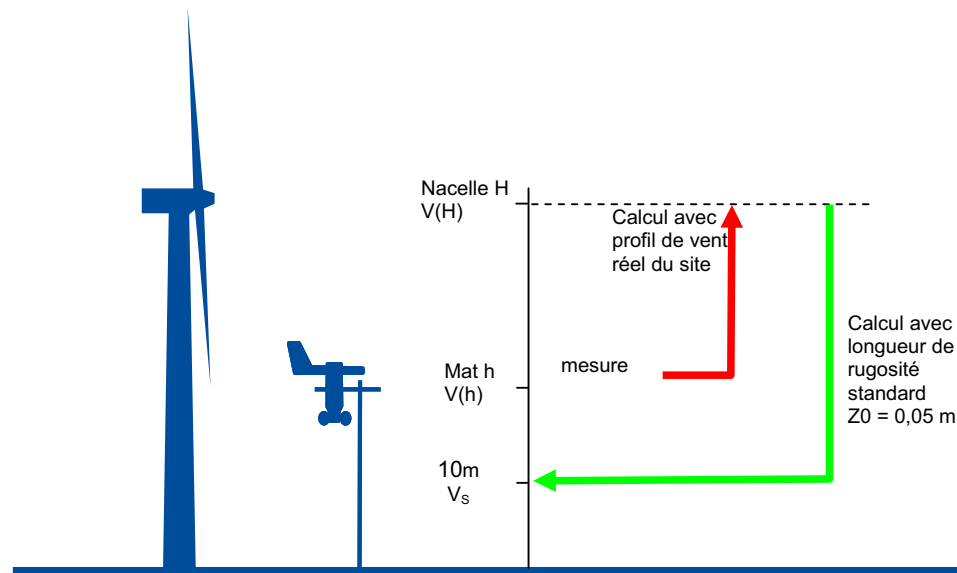 Nacelle H
V(H)
Calcul avec
profil de vent
réel du site
Calcul avec
longueur de
rugosité
standard
Z0 = 0,05 m
mesure
Mat h
V(h)
10m
V_S